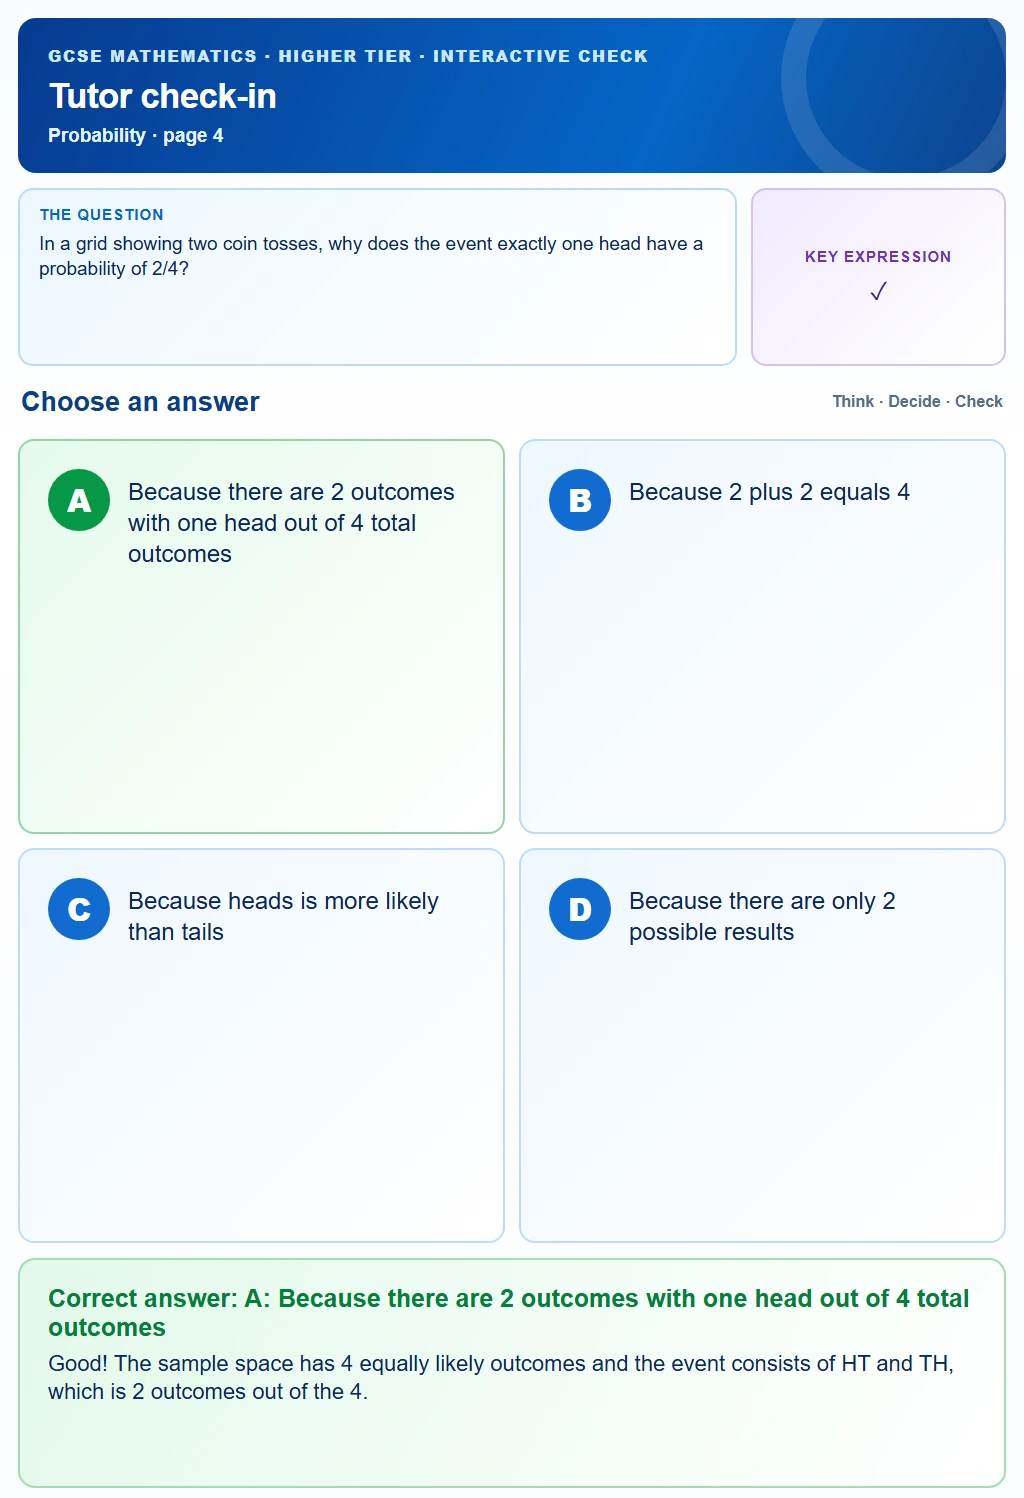 GCSE MATHEMATICS · HIGHER TIER · INTERACTIVE CHECK
Tutor check-in
Probability · page 4
THE QUESTION
In a grid showing two coin tosses, why does the event exactly one head have a
probability of 2/4?
KEY EXPRESSION
✓
Choose an answer
Think · Decide · Check
A
Because there are 2 outcomes
with one head out of 4 total
outcomes
B
Because 2 plus 2 equals 4
C
Because heads is more likely
than tails
D
Because there are only 2
possible results
Correct answer: A: Because there are 2 outcomes with one head out of 4 total
outcomes
Good! The sample space has 4 equally likely outcomes and the event consists of HT and TH,
which is 2 outcomes out of the 4.